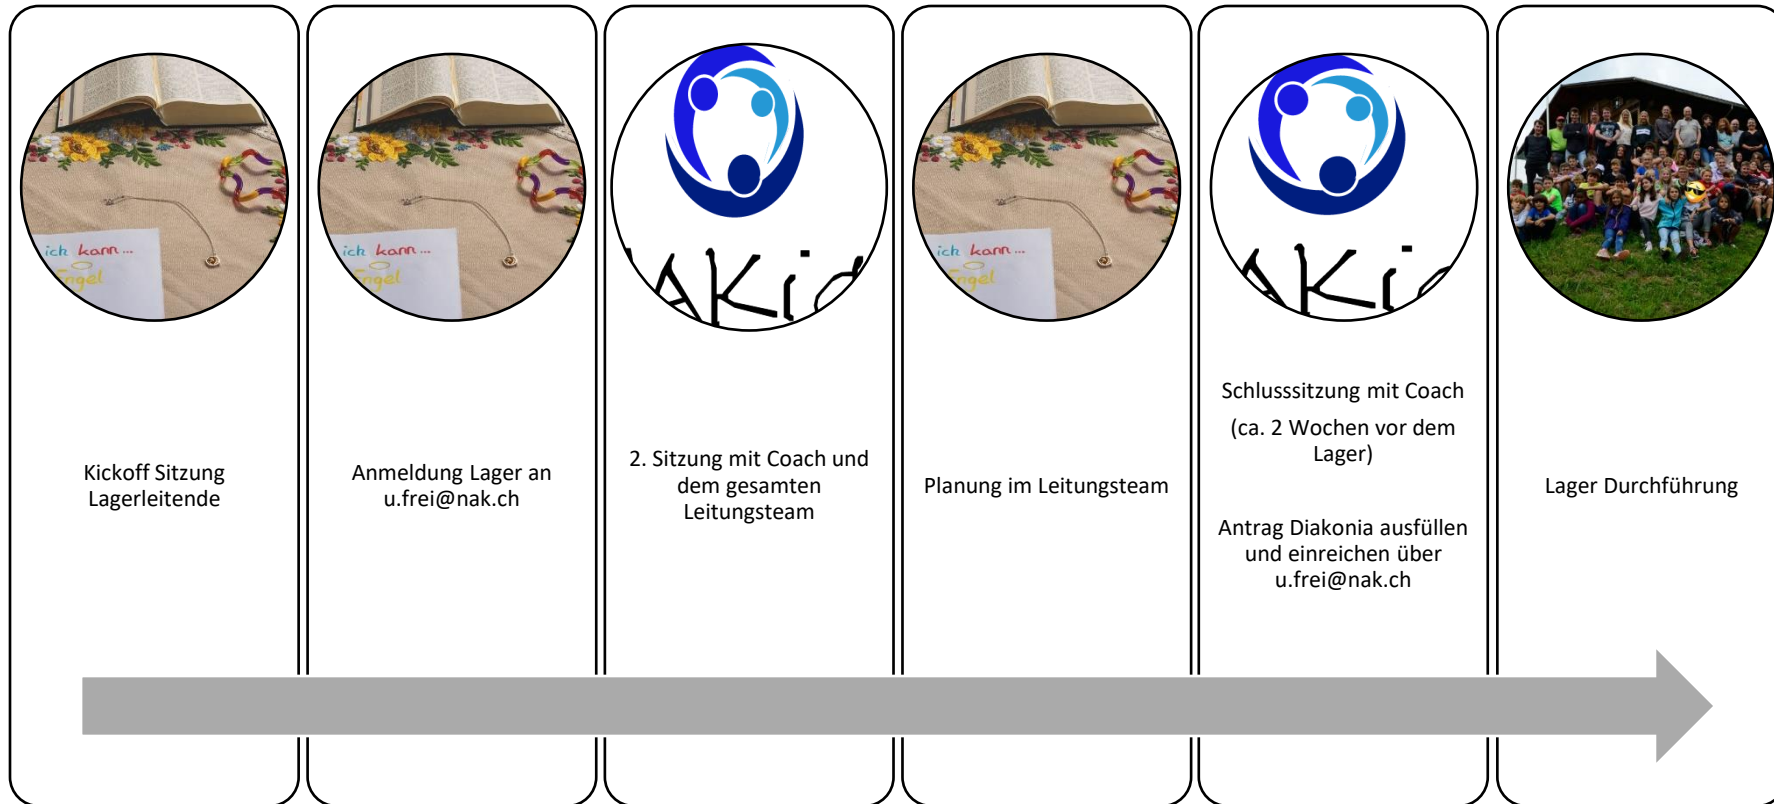 ich kann ...
Engel
ich kann ...
Engel
AKid
ich kann ...
Engel
AKid
Kickoff Sitzung
Lagerleitende
Anmeldung Lager an
u.frei@nak.ch
2. Sitzung mit Coach und
dem gesamten
Leitungsteam
Planung im Leitungsteam
Schlusssitzung mit Coach
(ca. 2 Wochen vor dem
Lager)
Antrag Diakonia ausfüllen
und einreichen über
u.frei@nak.ch
Lager Durchführung